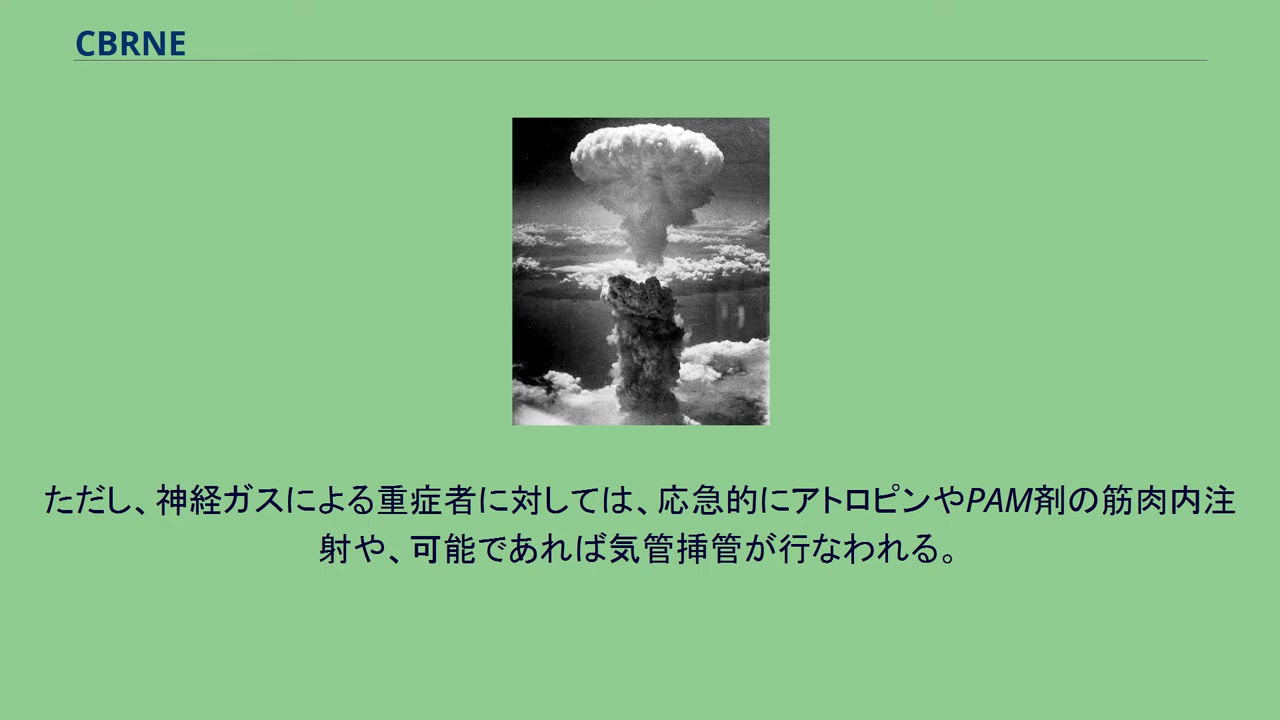 CBRNE
ただし、神経ガスによる重症者に対しては、応急的にアトロピンやPAM剤の筋肉内注
射や、可能であれば気管挿管が行なわれる。